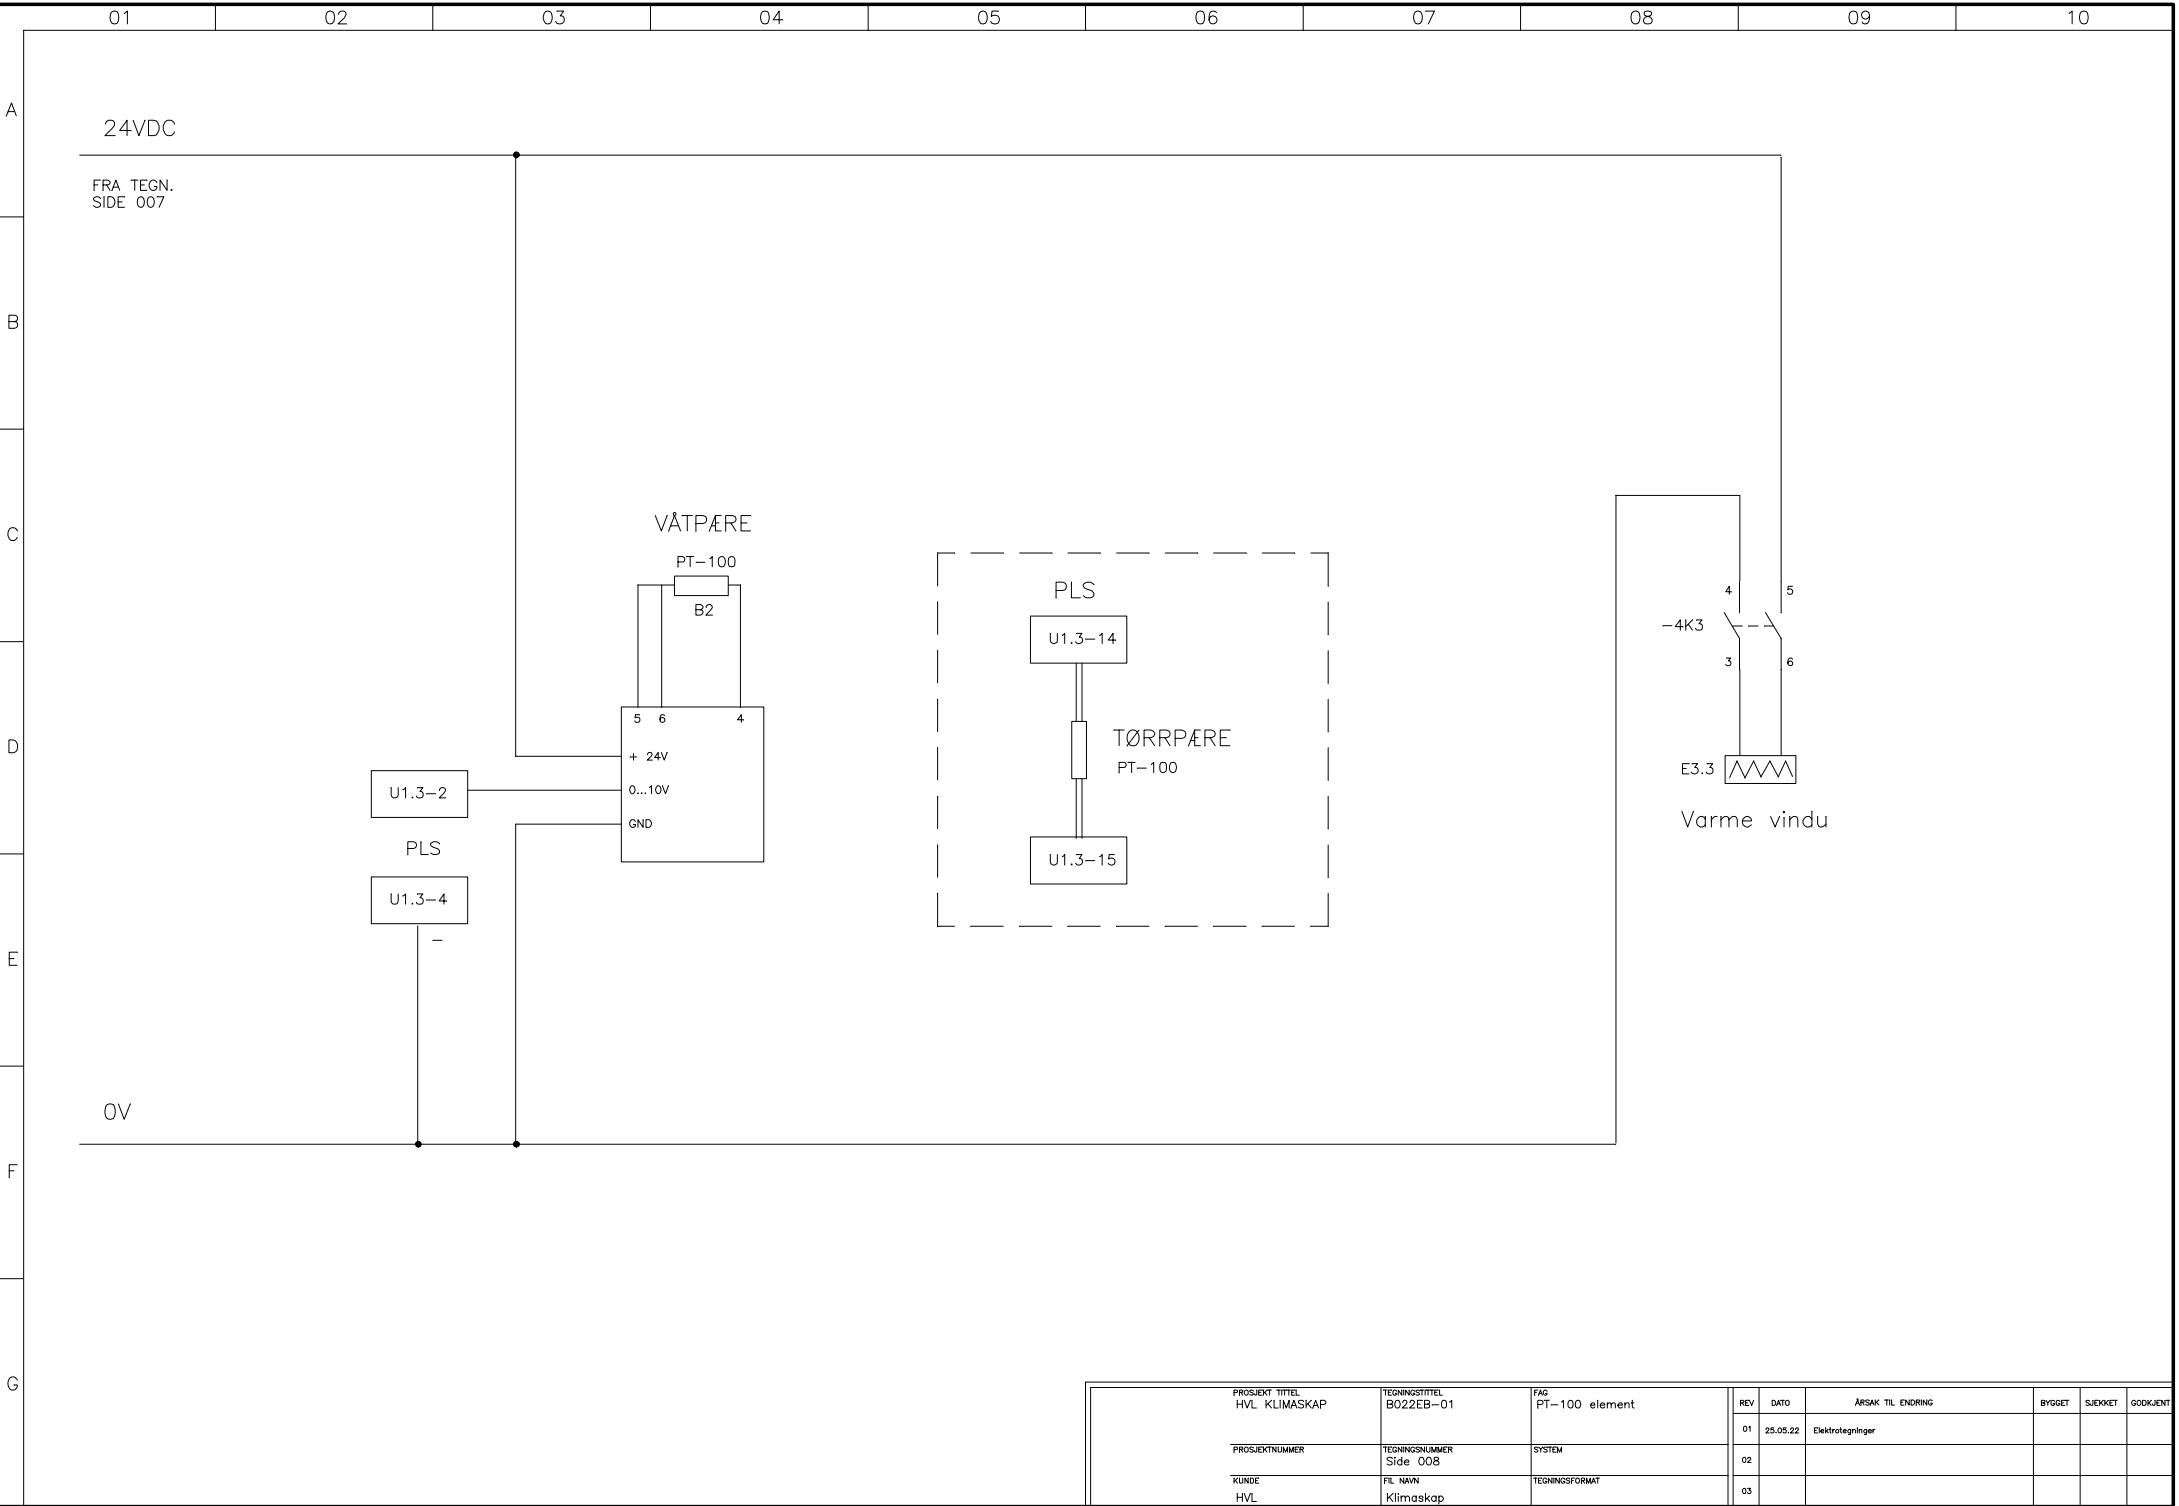 01 02 03 04 05 06 07 08 09 10
A
24VDC
FRA TEGN.
SIDE 007
B
C
VÅTPÆRE
PT-100
B2
PLS
4 5
U1.3-14
-4K3
3 6
D
5 6 4
TØRRPÆRE
PT-100
+ 24V
E3.3
0...10V
U1.3-2
GND
Varme vindu
PLS
U1.3-15
U1.3-4
-
E
0V
F
G
PROSJEKT TITTEL TEGNINGSTITTEL FAG
HVL KLIMASKAP B022EB-01 PT-100 element
REV DATO ÅRSAK TIL ENDRING BYGGET SJEKKET GODKJENT
01 25.05.22 Elektrotegninger
PROSJEKTNUMMER TEGNINGSNUMMER SYSTEM
Side 008
02
KUNDE FIL NAVN TEGNINGSFORMAT
HVL Klimaskap
03